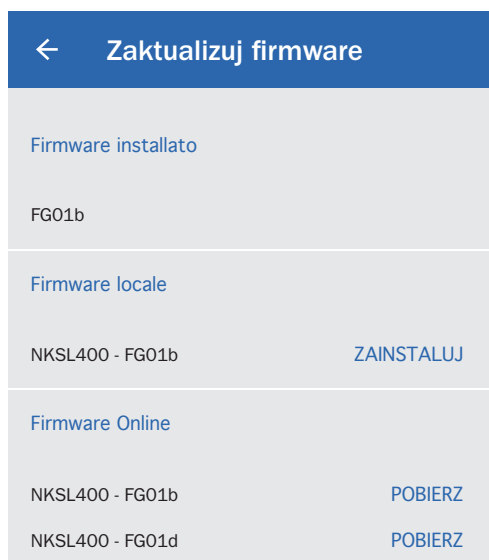 Zaktualizuj firmware
Firmware installato
FG01b
Firmware locale
NKSL400 - FG01b ZAINSTALUJ
Firmware Online
NKSL400 - FG01b POBIERZ
NKSL400 - FG01d POBIERZ